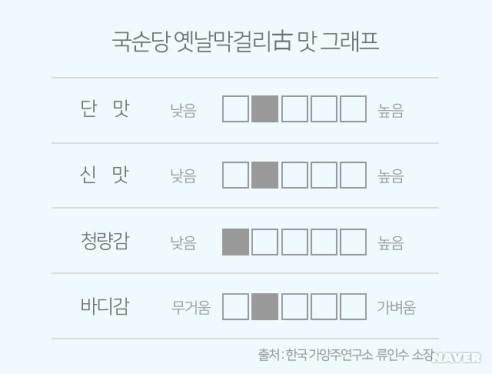 국순당 옛날막걸리古 맛 그래프
단 맛 낮음 높음
신 맛 낮음 높음
청량감 낮음 높음
바디감 무거움 가벼움
출처 : 한국가양주연구소 류인수 소장
NAVER